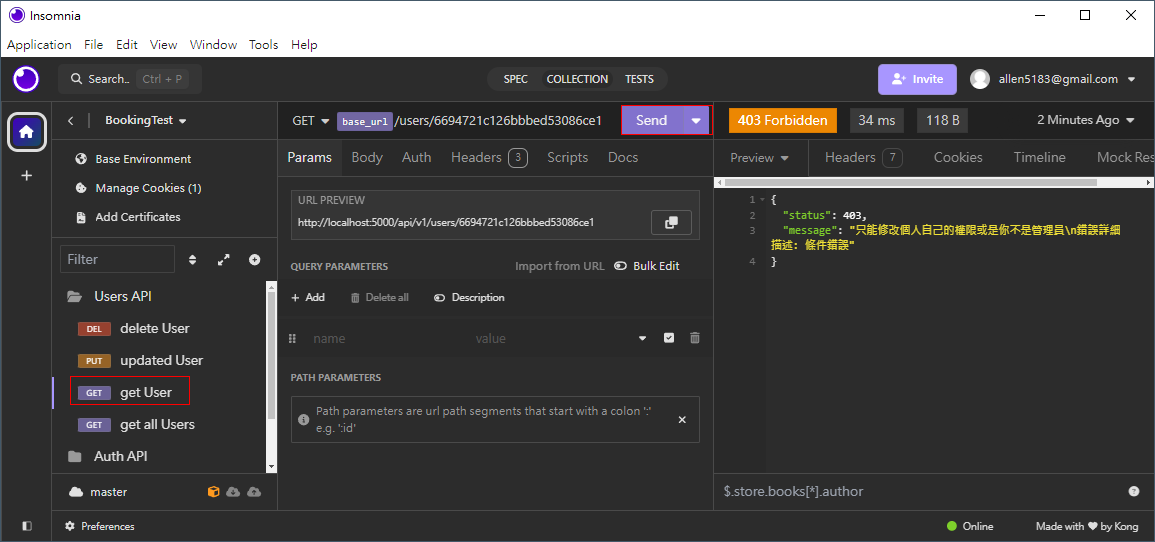 Insomnia
Application File Edit View Window Tools Help
Search.. Ctrl + P
SPEC COLLECTION TESTS
Invite
allen5183@gmail.com
BookingTest
GET base_url/users/6694721c126bbbed53086ce1
Send
403 Forbidden 34 ms 118 B
2 Minutes Ago
Base Environment
Manage Cookies (1)
Add Certificates
Filter
Users API
DEL delete User
PUT updated User
GET get User
GET get all Users
Auth API
master
Params Body Auth Headers 3 Scripts Docs
URL PREVIEW
http://localhost:5000/api/v1/users/6694721c126bbbed53086ce1
QUERY PARAMETERS Import from URL Bulk Edit
+ Add Delete all Description
name value
PATH PARAMETERS
Path parameters are url path segments that start with a colon ':'
e.g. ':id'
Preview Headers 7 Cookies Timeline Mock Res
1 {
2 "status": 403,
3 "message": "只能修改個人自己的權限或是你不是管理員\n錯誤詳細
描述: 條件錯誤"
4 }
$.store.books[*].author
Preferences
Online
Made with ♥ by Kong